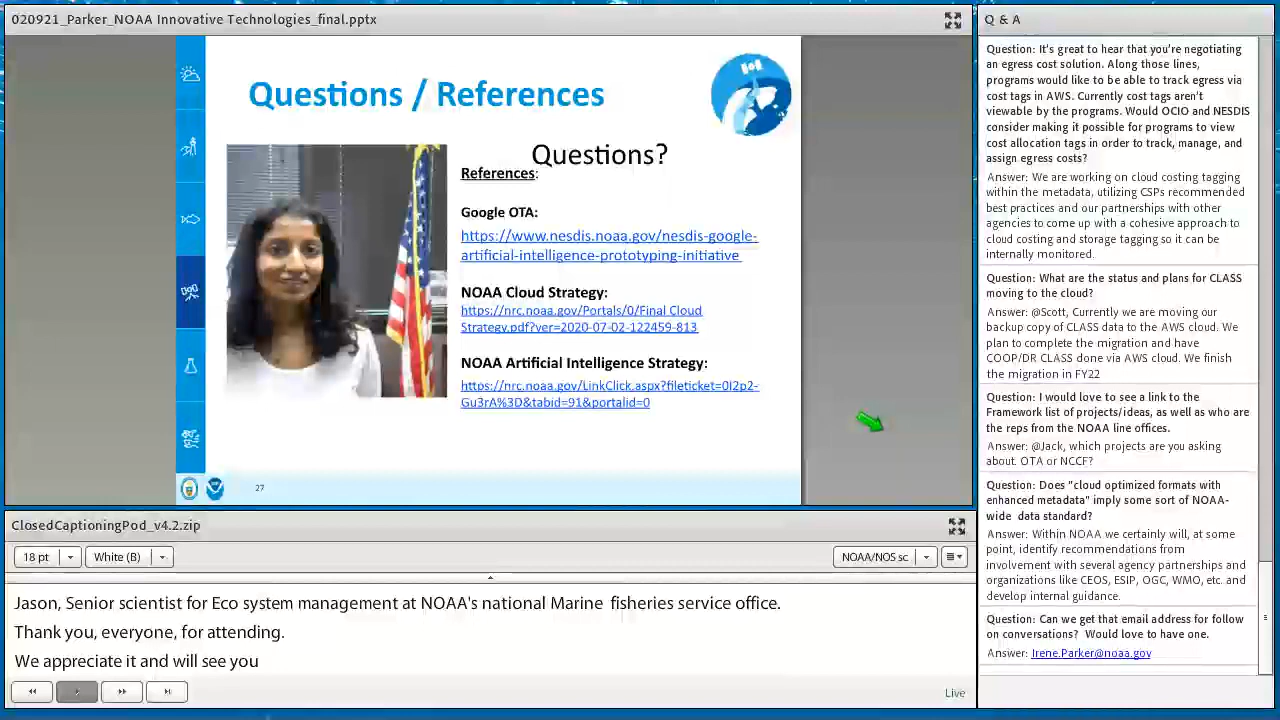 020921_Parker_NOAA Innovative Technologies_final.pptx
Questions / References
Questions?
References:
Google OTA:
https://www.nesdis.noaa.gov/nesdis-google-
artificial-intelligence-prototyping-initiative
NOAA Cloud Strategy:
https://nrc.noaa.gov/Portals/0/Final Cloud
Strategy.pdf?ver=2020-07-02-122459-813
NOAA Artificial Intelligence Strategy:
https://nrc.noaa.gov/LinkClick.aspx?fileticket=0I2p2-
Gu3rA%3D&tabid=91&portalid=0
27
ClosedCaptioningPod_v4.2.zip
18 pt
White (B)
NOAA/NOS sc
Jason, Senior scientist for Eco system management at NOAA's national Marine fisheries service office.
Thank you, everyone, for attending.
We appreciate it and will see you
Live
Q & A
Question: It's great to hear that you're negotiating
an egress cost solution. Along those lines,
programs would like to be able to track egress via
cost tags in AWS. Currently cost tags aren't
viewable by the programs. Would OCIO and NESDIS
consider making it possible for programs to view
cost allocation tags in order to track, manage, and
assign egress costs?
Answer: We are working on cloud costing tagging
within the metadata, utilizing CSPs recommended
best practices and our partnerships with other
agencies to come up with a cohesive approach to
cloud costing and storage tagging so it can be
internally monitored.
Question: What are the status and plans for CLASS
moving to the cloud?
Answer: @Scott, Currently we are moving our
backup copy of CLASS data to the AWS cloud. We
plan to complete the migration and have
COOP/DR CLASS done via AWS cloud. We finish
the migration in FY22
Question: I would love to see a link to the
Framework list of projects/ideas, as well as who are
the reps from the NOAA line offices.
Answer: @Jack, which projects are you asking
about. OTA or NCCF?
Question: Does "cloud optimized formats with
enhanced metadata" imply some sort of NOAA-
wide data standard?
Answer: Within NOAA we certainly will, at some
point, identify recommendations from
involvement with several agency partnerships and
organizations like CEOS, ESIP, OGC, WMO, etc. and
develop internal guidance.
Question: Can we get that email address for follow
on conversations? Would love to have one.
Answer: Irene.Parker@noaa.gov